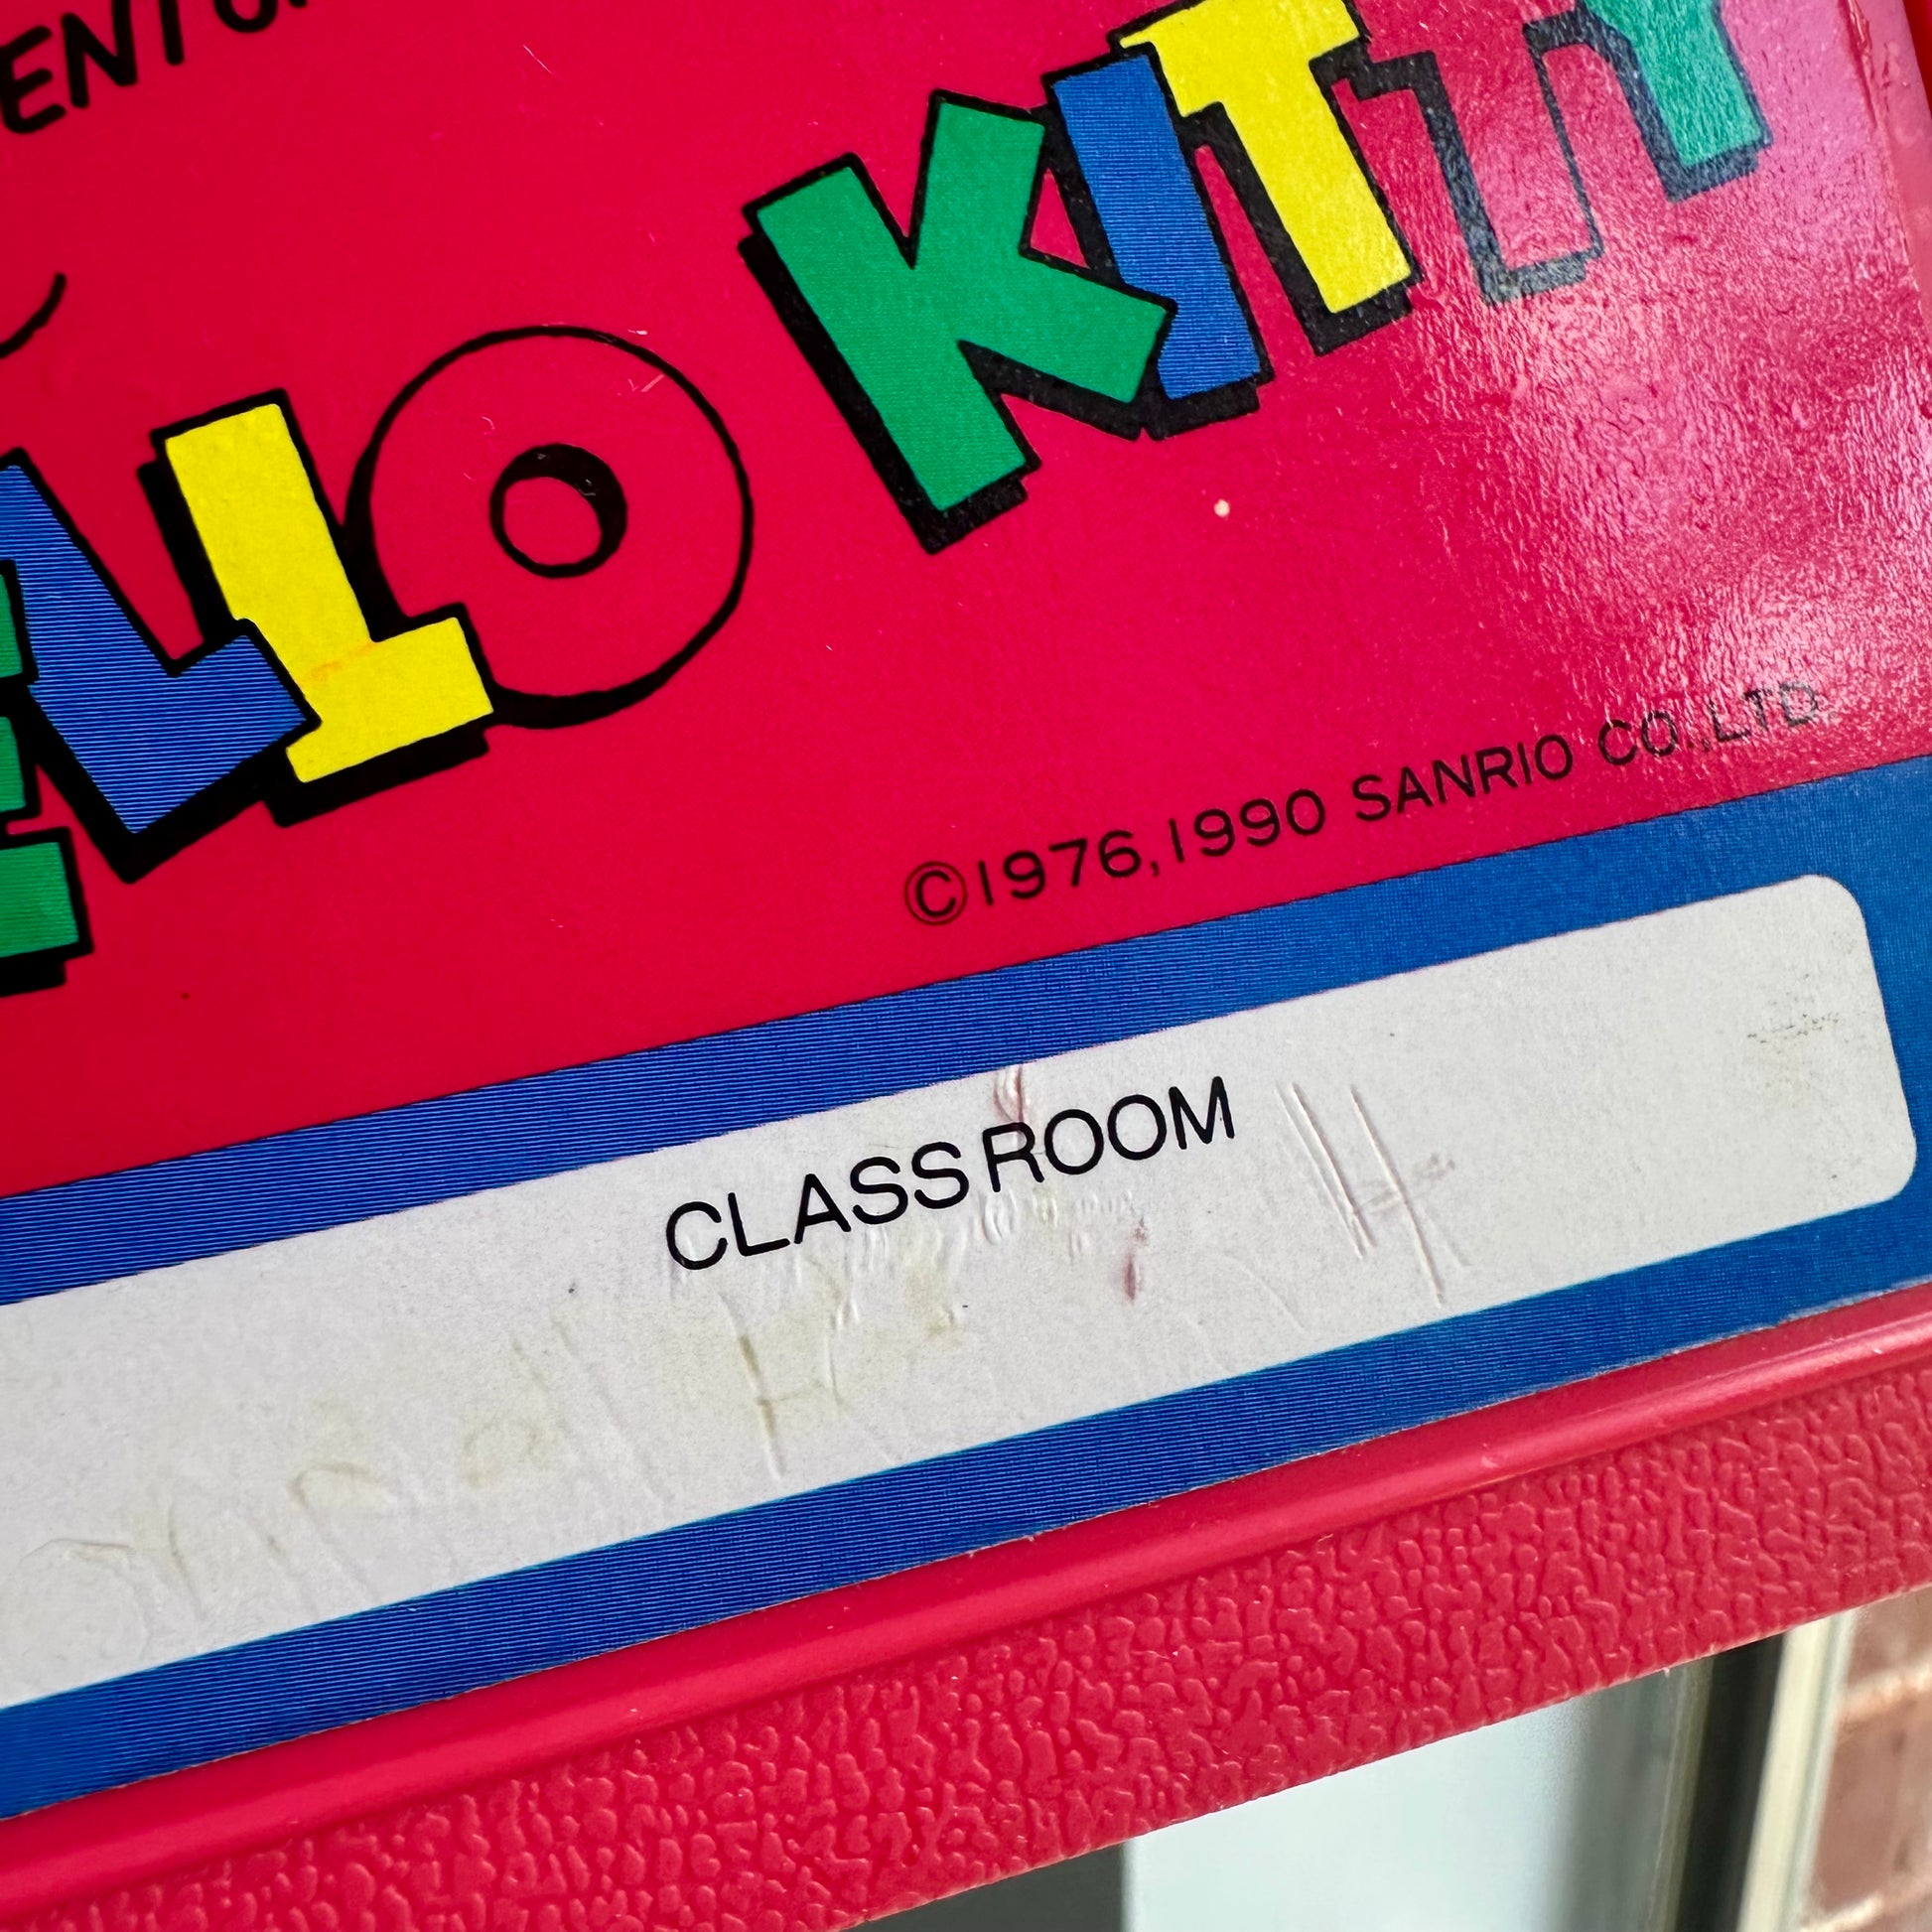 ENTU
LLO KITTY
©1976,1990 SANRIO CO.,LTD.
CLASS ROOM